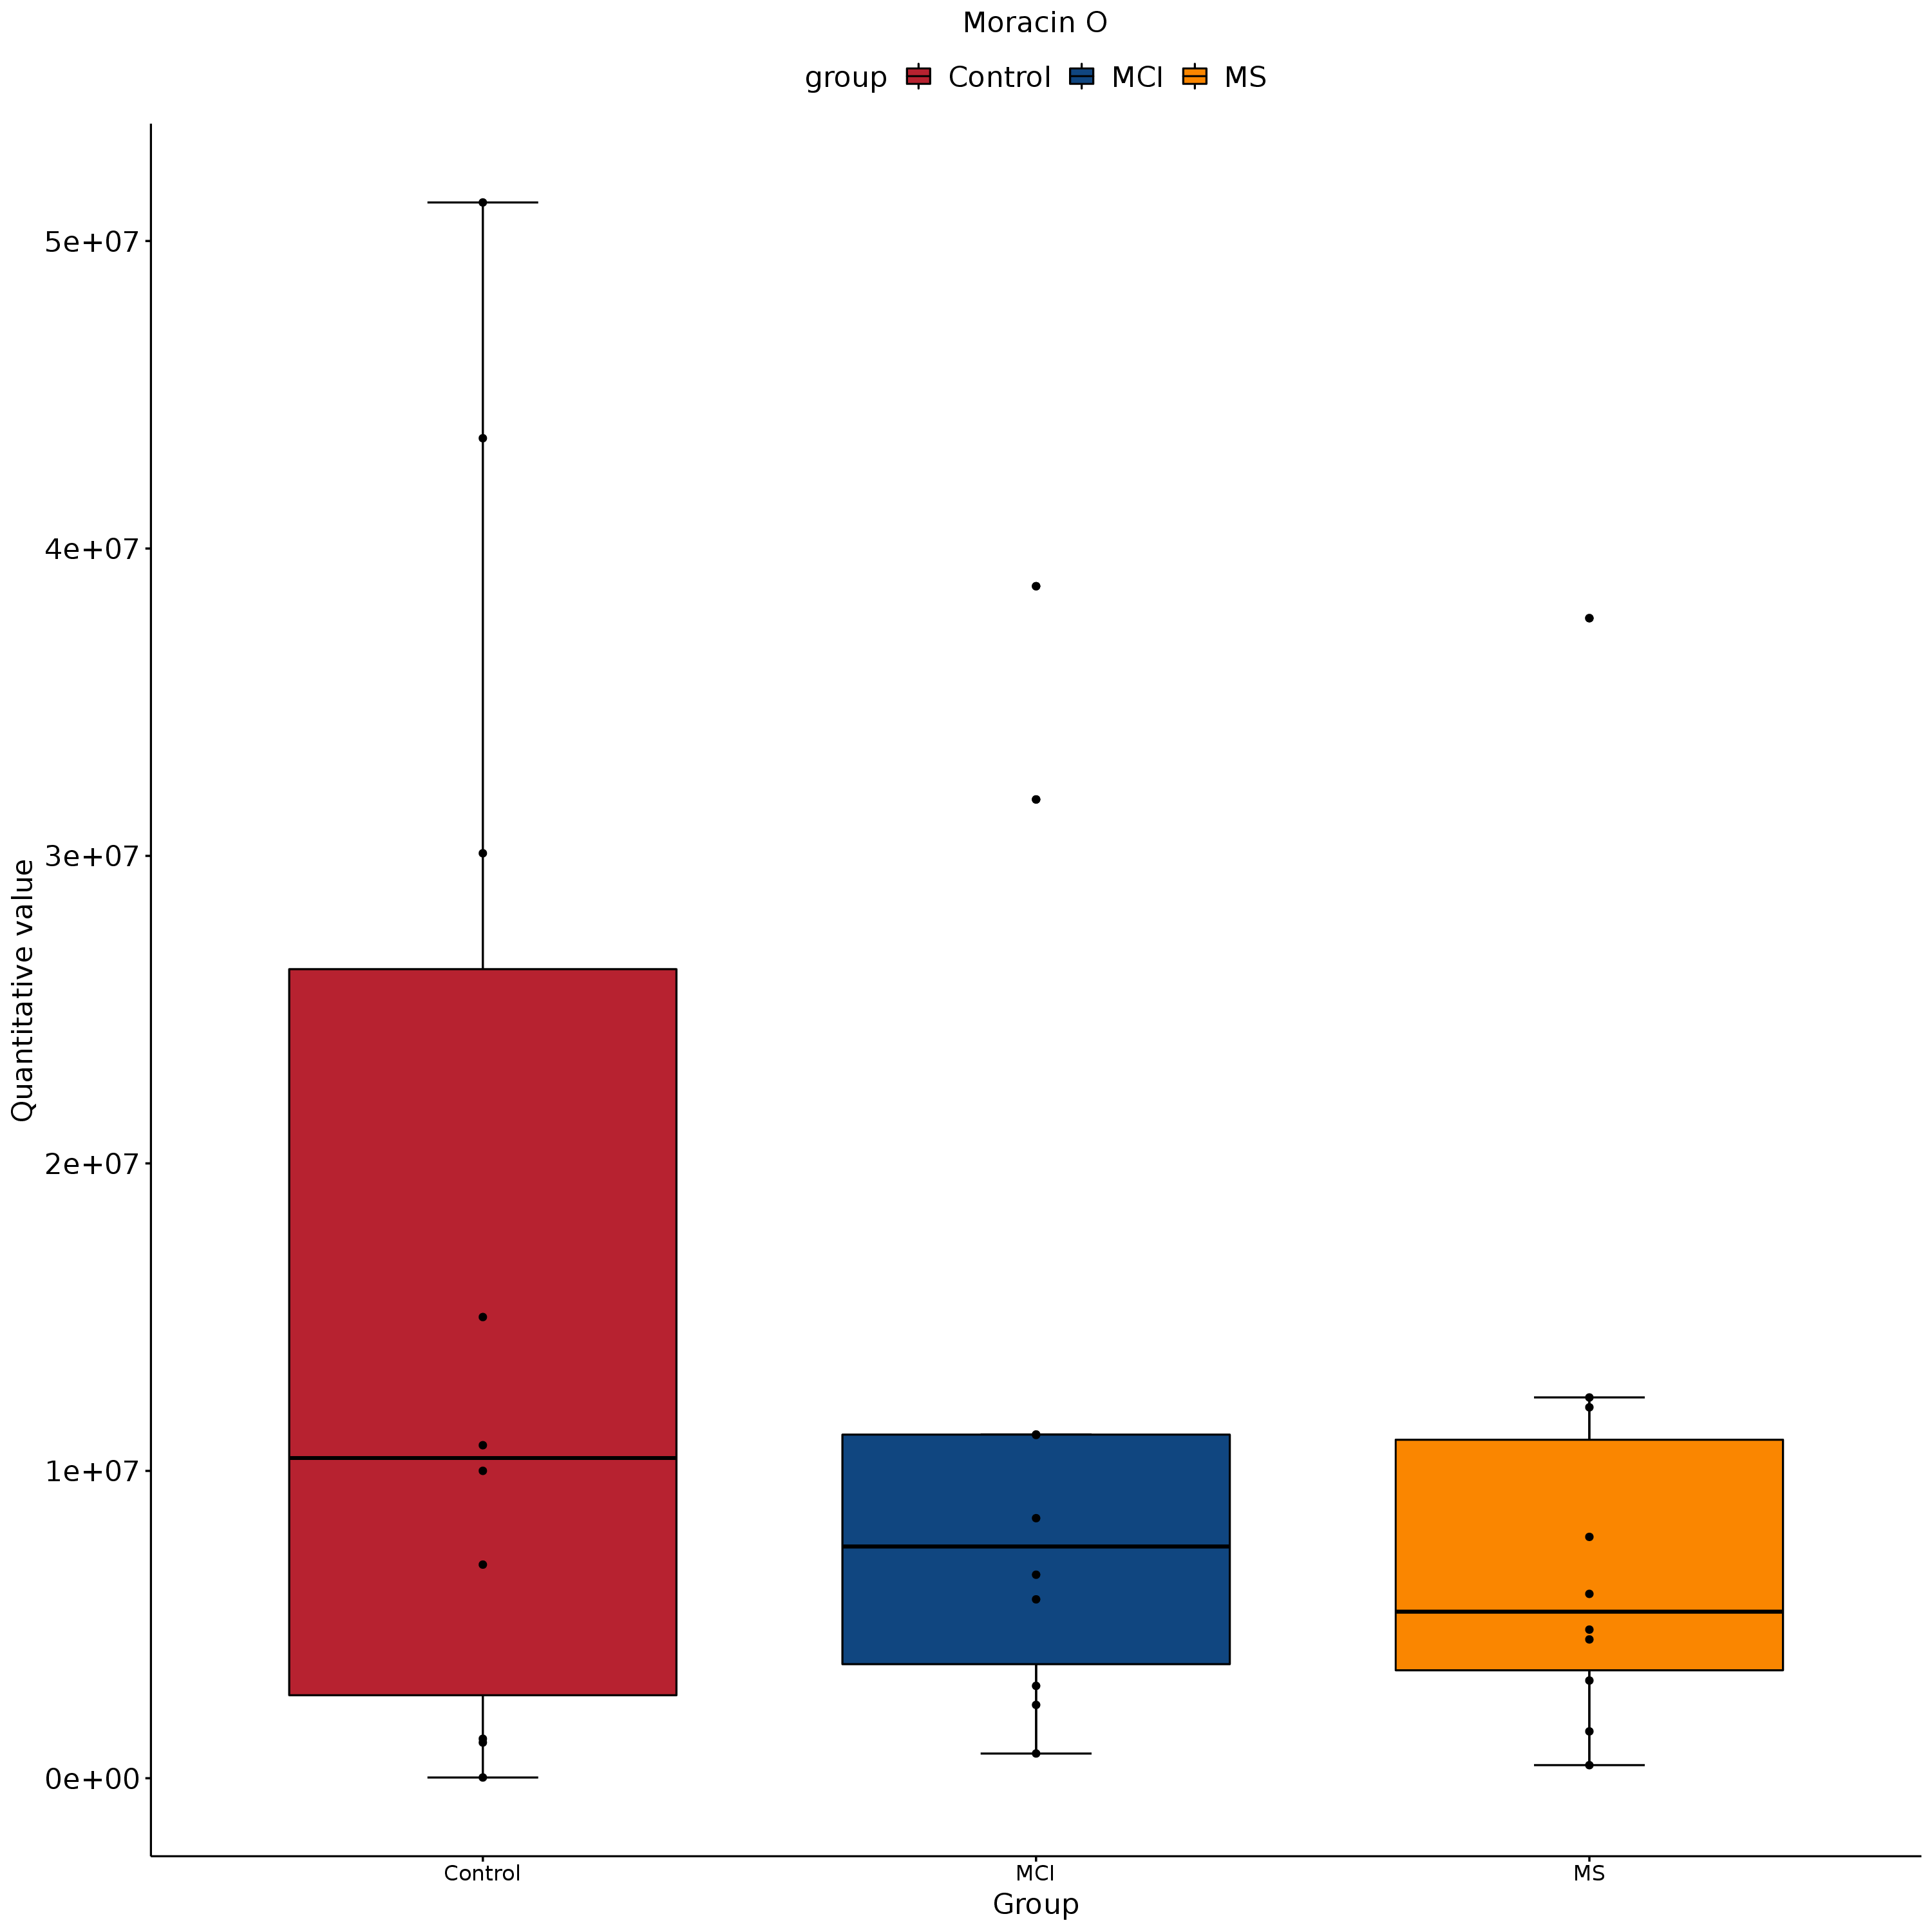 Moracin O
group Control MCI MS
Quantitative value
5e+07
4e+07
3e+07
2e+07
1e+07
0e+00
Control MCI MS
Group